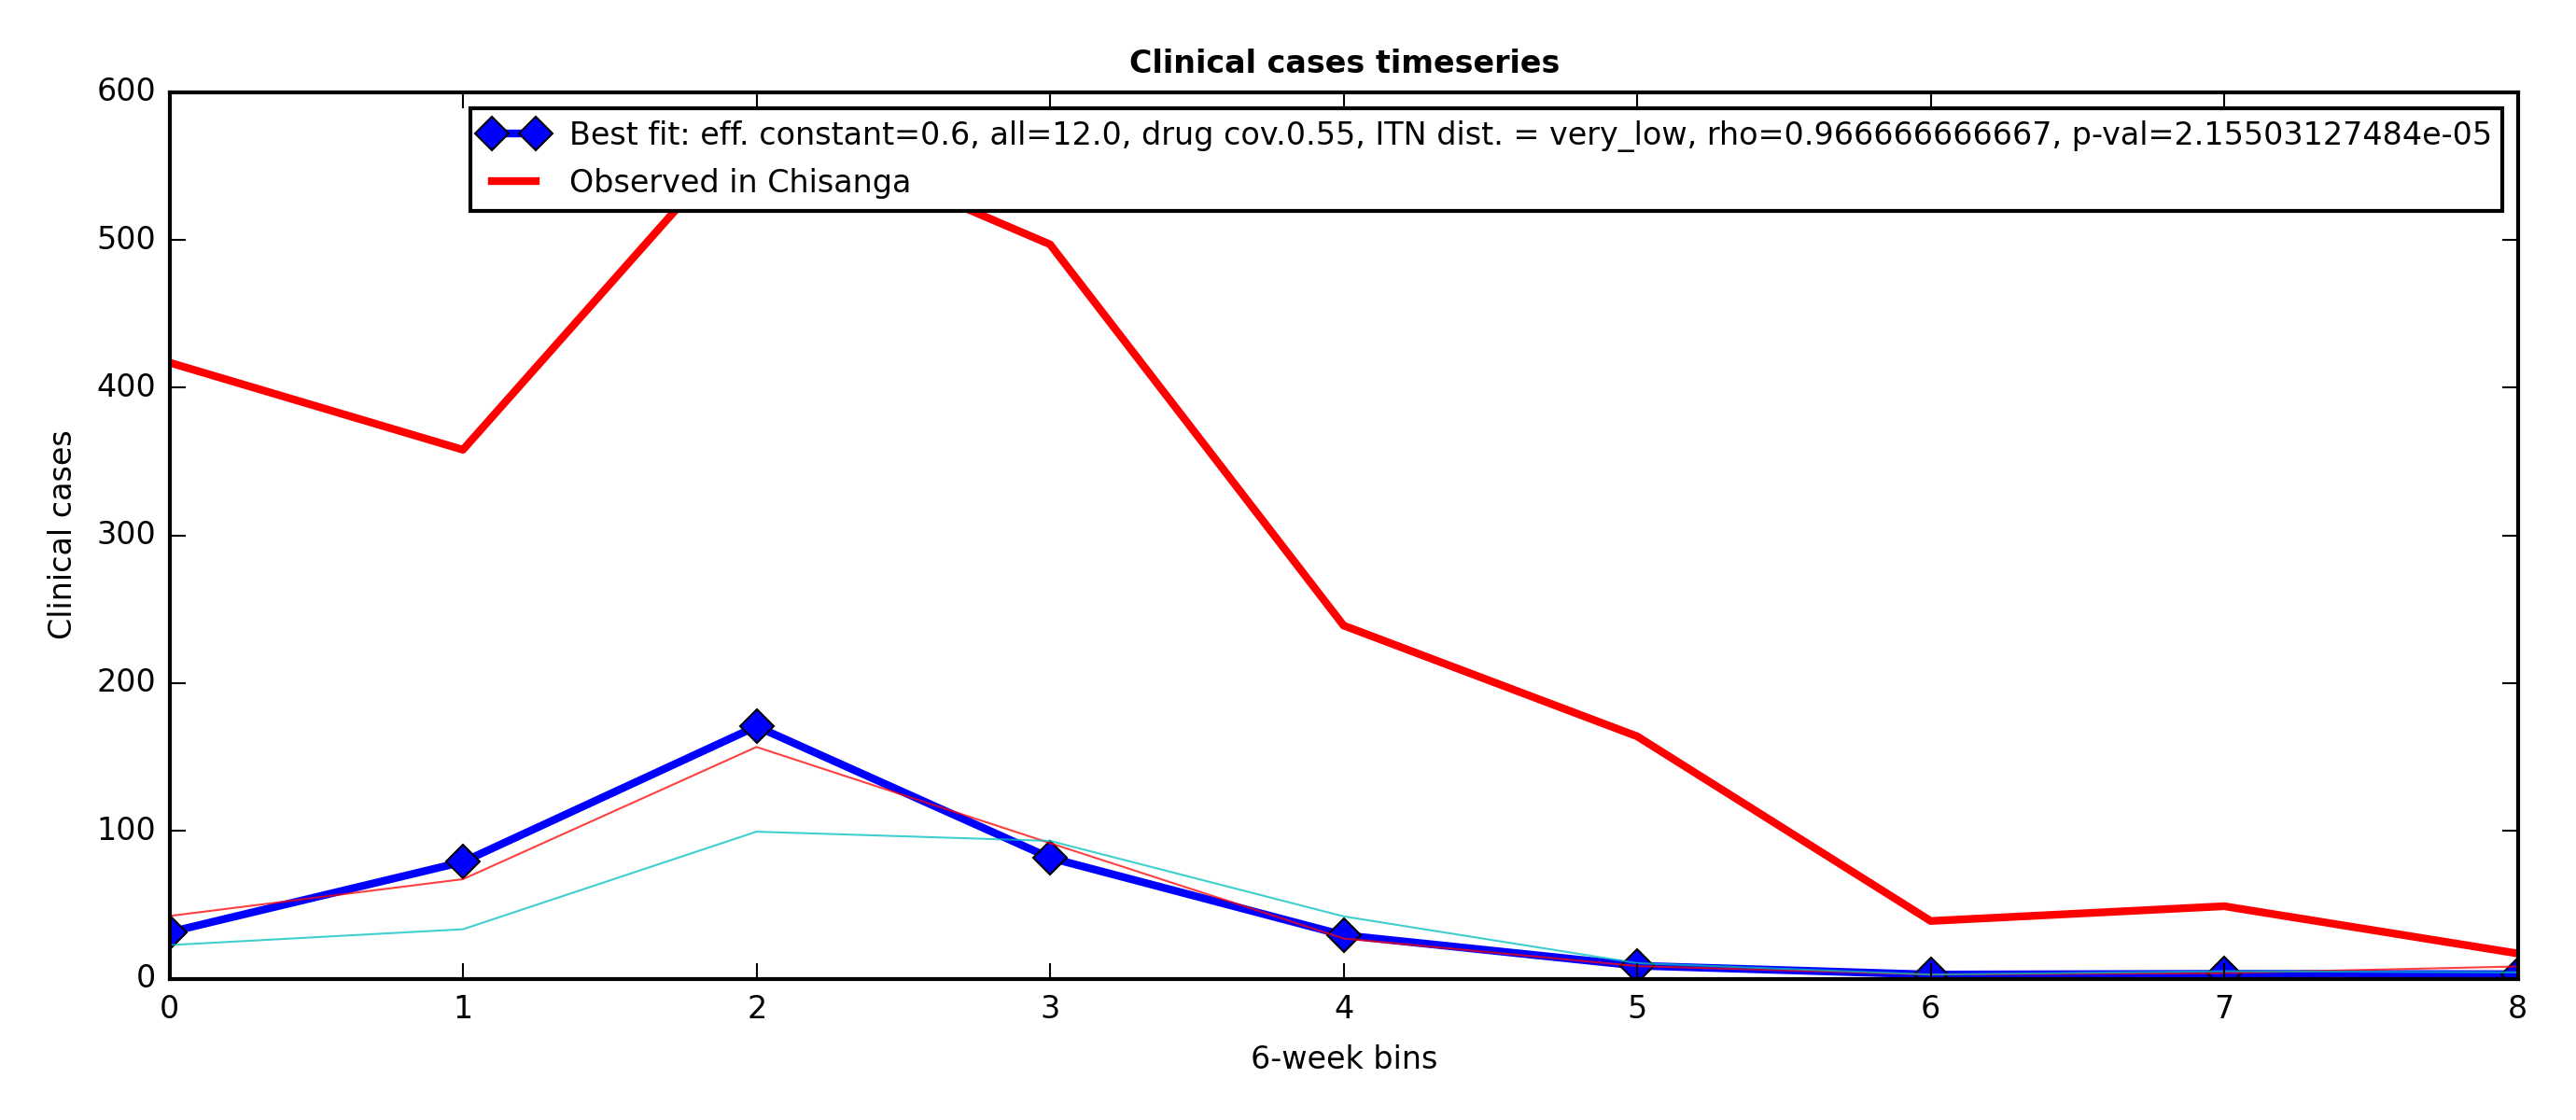 Clinical cases timeseries
Best fit: eff. constant=0.6, all=12.0, drug cov.0.55, ITN dist. = very_low, rho=0.966666666667, p-val=2.15503127484e-05
Observed in Chisanga
600
500
400
300
200
100
0
Clinical cases
0 1 2 3 4 5 6 7 8
6-week bins